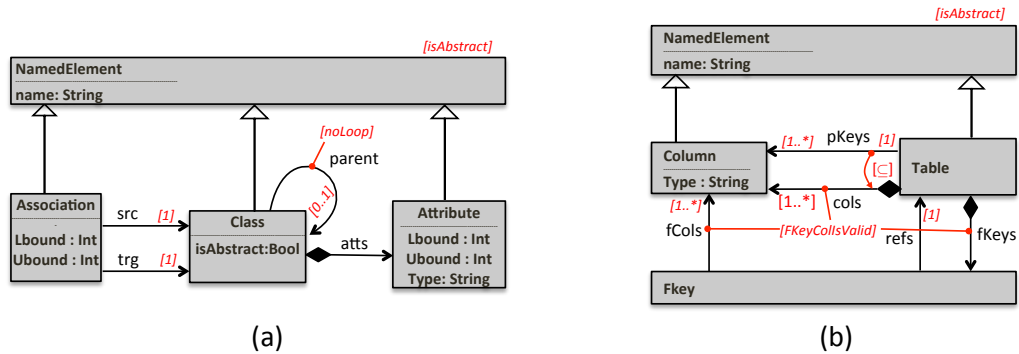 [isAbstract]
NamedElement
name: String
[noLoop]
parent
[0..1]
Association
Lbound : Int
Ubound : Int
src
[1]
trg
[1]
Class
isAbstract:Bool
atts
Attribute
Lbound : Int
Ubound : Int
Type: String
(a)
[isAbstract]
NamedElement
name: String
[1..*]
pKeys
[1]
Column
Type : String
[⊆]
Table
[1..*]
cols
[1..*]
fCols
[FKeyColIsValid]
refs
[1]
fKeys
Fkey
(b)